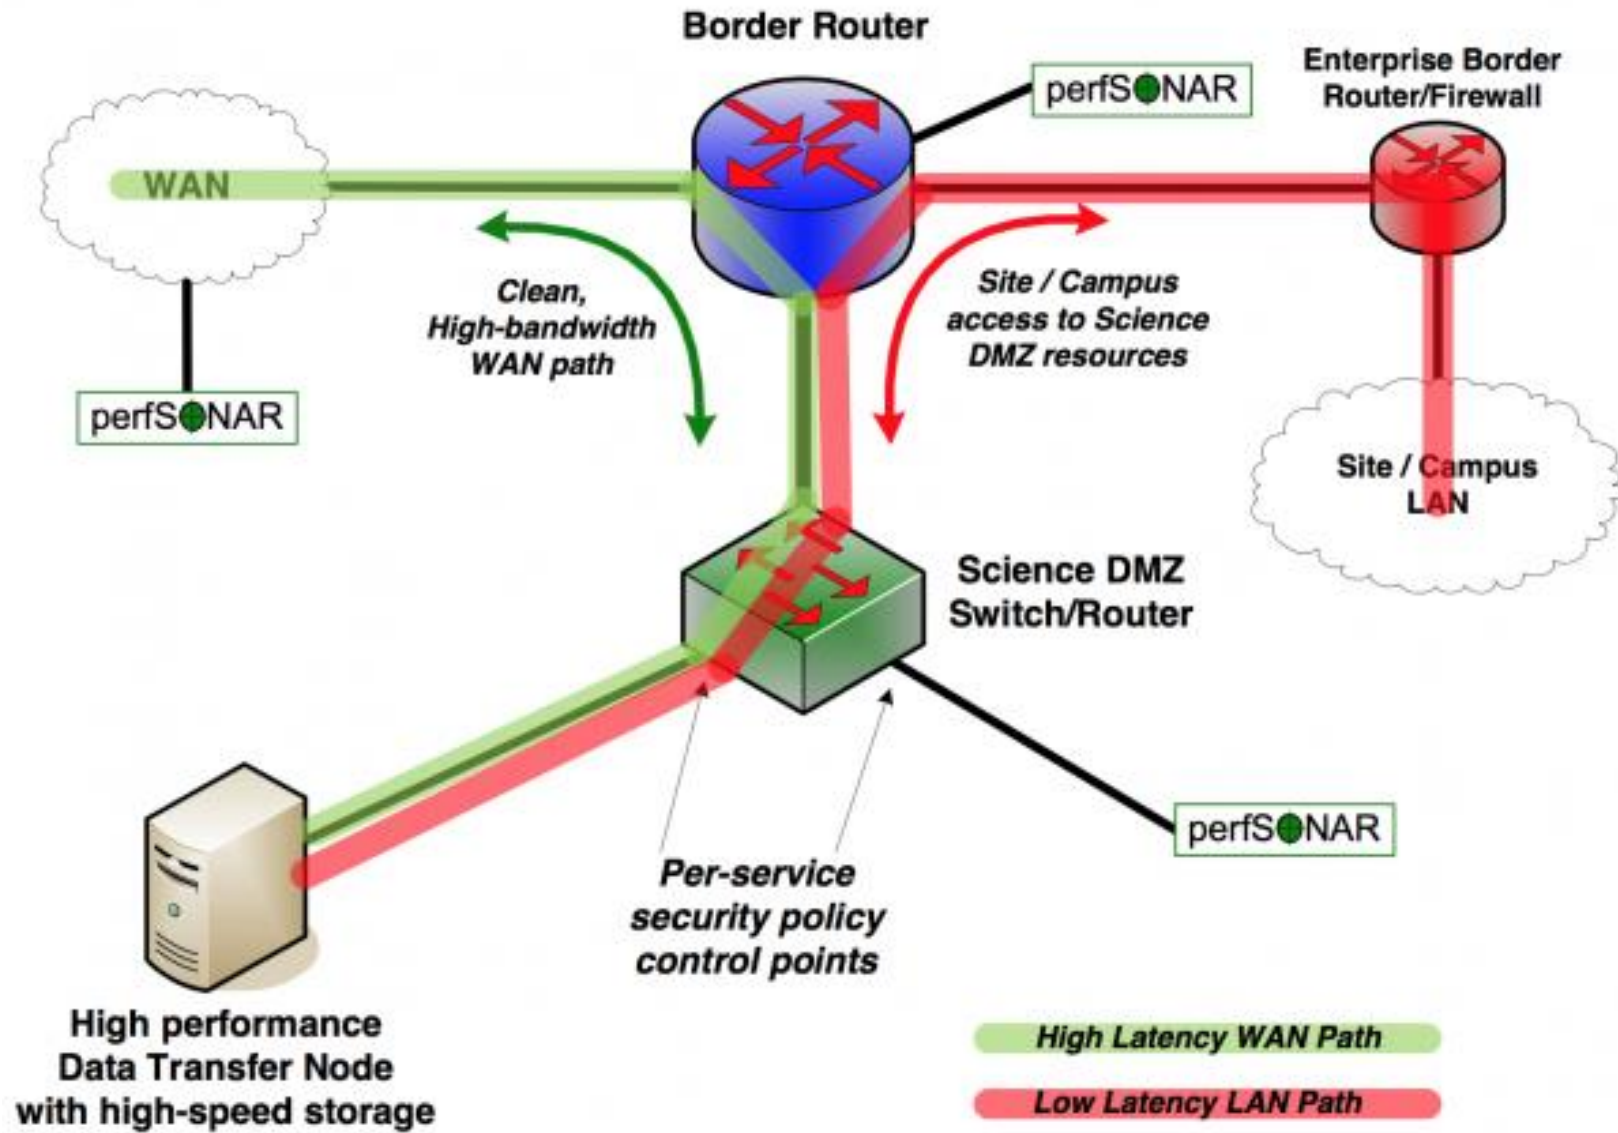 Border Router
perfSONAR
Enterprise Border
Router/Firewall
WAN
Clean,
High-bandwidth
WAN path
Site / Campus
access to Science
DMZ resources
perfSONAR
Site / Campus
LAN
Science DMZ
Switch/Router
perfSONAR
Per-service
security policy
control points
High performance
Data Transfer Node
with high-speed storage
High Latency WAN Path
Low Latency LAN Path